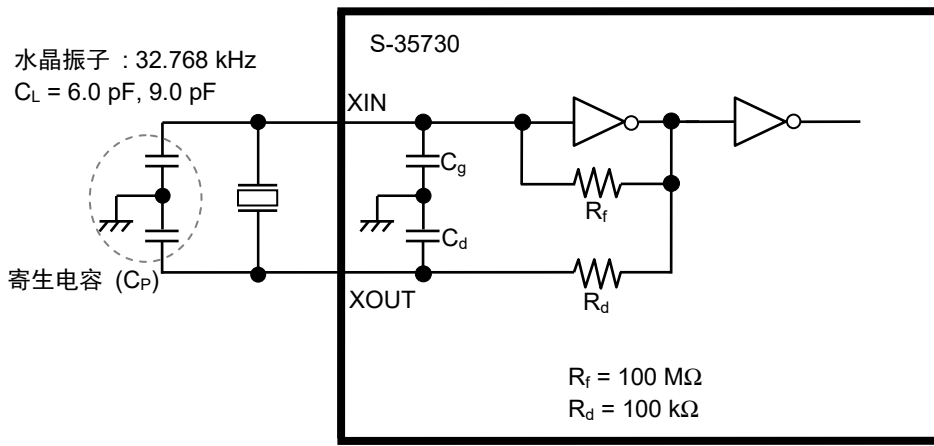 S-35730
水晶振子 : 32.768 kHz
CL = 6.0 pF, 9.0 pF
XIN
Cg
Rf
Cd
寄生电容 (CP)
XOUT
Rd
Rf = 100 MΩ
Rd = 100 kΩ